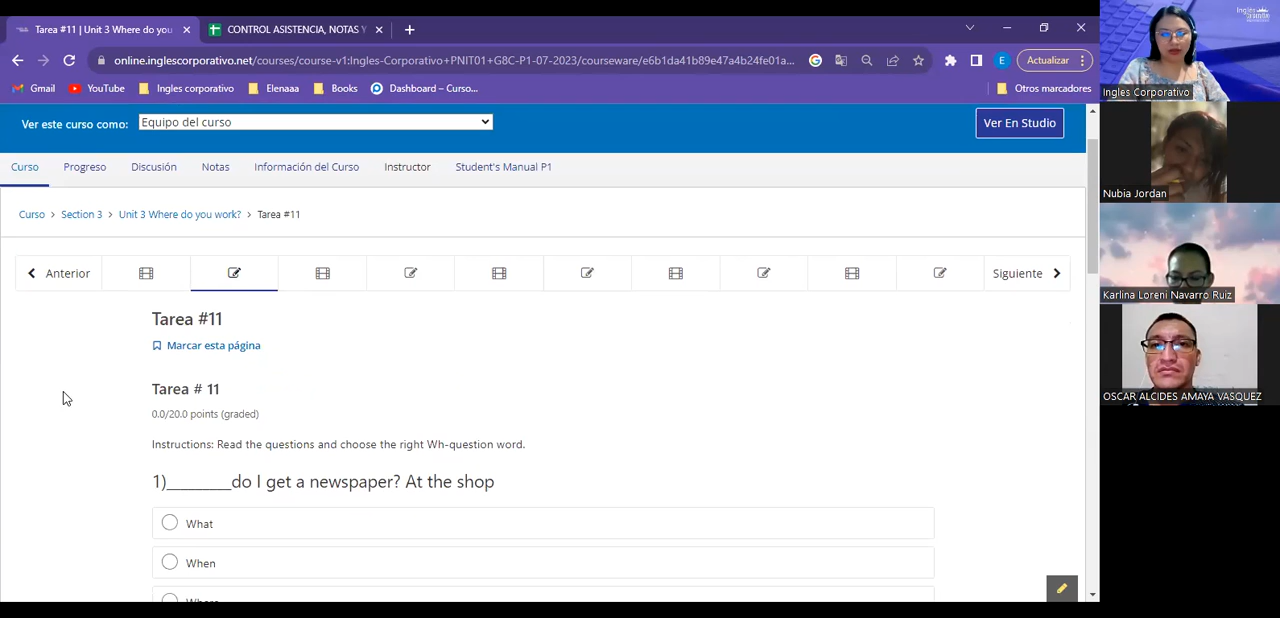 Tarea #11 | Unit 3 Where do you
CONTROL ASISTENCIA, NOTAS Y
online.inglescorporativo.net/courses/course-v1:Ingles-Corporativo+PNIT01+G8C-P1-07-2023/courseware/e6b1da41b89e47a4b24fe01a...
E
Actualizar
Gmail
YouTube
Ingles corporativo
Elenaaa
Books
Dashboard – Curso...
Otros marcadores
Ver este curso como:
Equipo del curso
Ver En Studio
Curso
Progreso
Discusión
Notas
Información del Curso
Instructor
Student's Manual P1
Curso > Section 3 > Unit 3 Where do you work? > Tarea #11
Anterior
Siguiente
Tarea #11
Marcar esta página
Tarea # 11
0.0/20.0 points (graded)
Instructions: Read the questions and choose the right Wh-question word.
1)________do I get a newspaper? At the shop
What
When
Where
Ingles Corporativo
Nubia Jordan
Karlina Loreni Navarro Ruiz
OSCAR ALCIDES AMAYA VASQUEZ